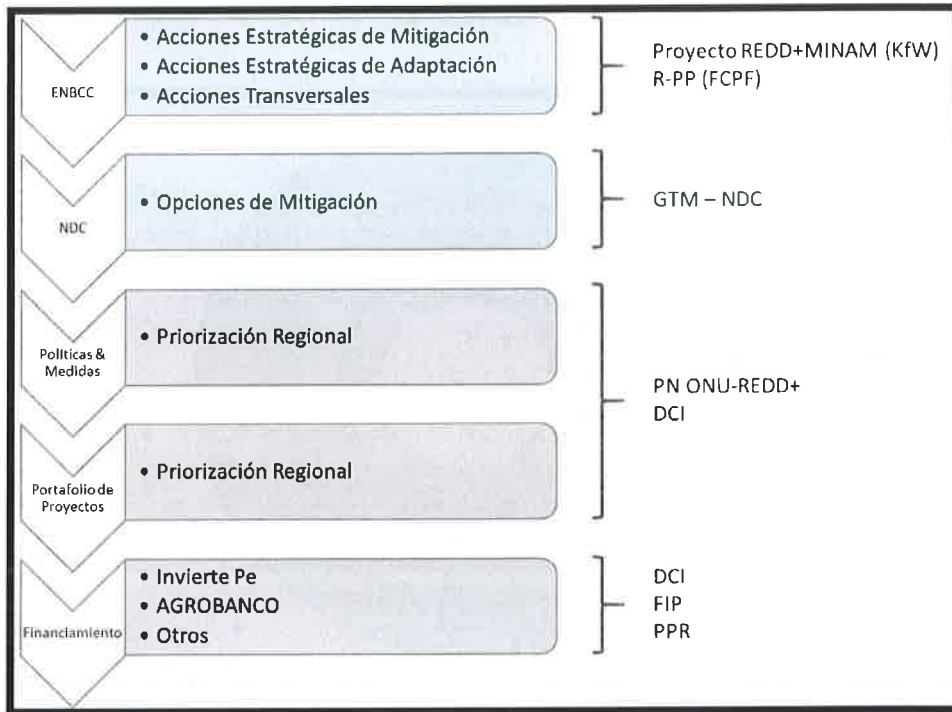 ENBCC
• Acciones Estratégicas de Mitigación
• Acciones Estratégicas de Adaptación
• Acciones Transversales
Proyecto REDD+MINAM (KfW)
R-PP (FCPF)
NDC
• Opciones de Mitigación
GTM – NDC
Políticas &
Medidas
• Priorización Regional
PN ONU-REDD+
DCI
Portafolio de
Proyectos
• Priorización Regional
Financiamiento
• Invierte Pe
• AGROBANCO
• Otros
DCI
FIP
PPR